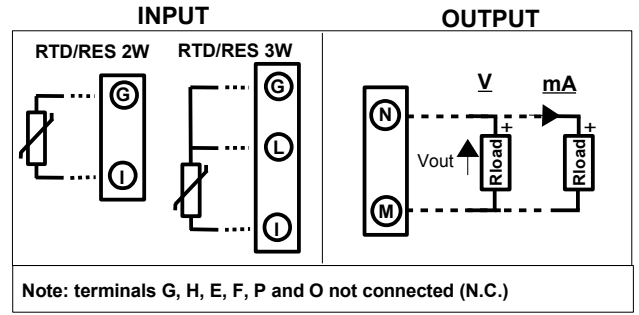 INPUT
OUTPUT
RTD/RES 2W
RTD/RES 3W
G
I
G
L
I
V
mA
N
M
Vout
+
Rload
+
Rload
Note: terminals G, H, E, F, P and O not connected (N.C.)